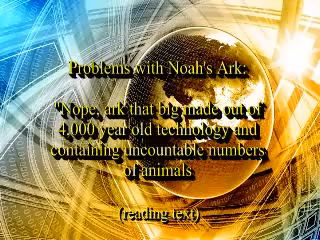 Problems with Noah's Ark:
"Nope, ark that big made out of
4,000 year old technology and
containing uncountable numbers
of animals
(reading text)